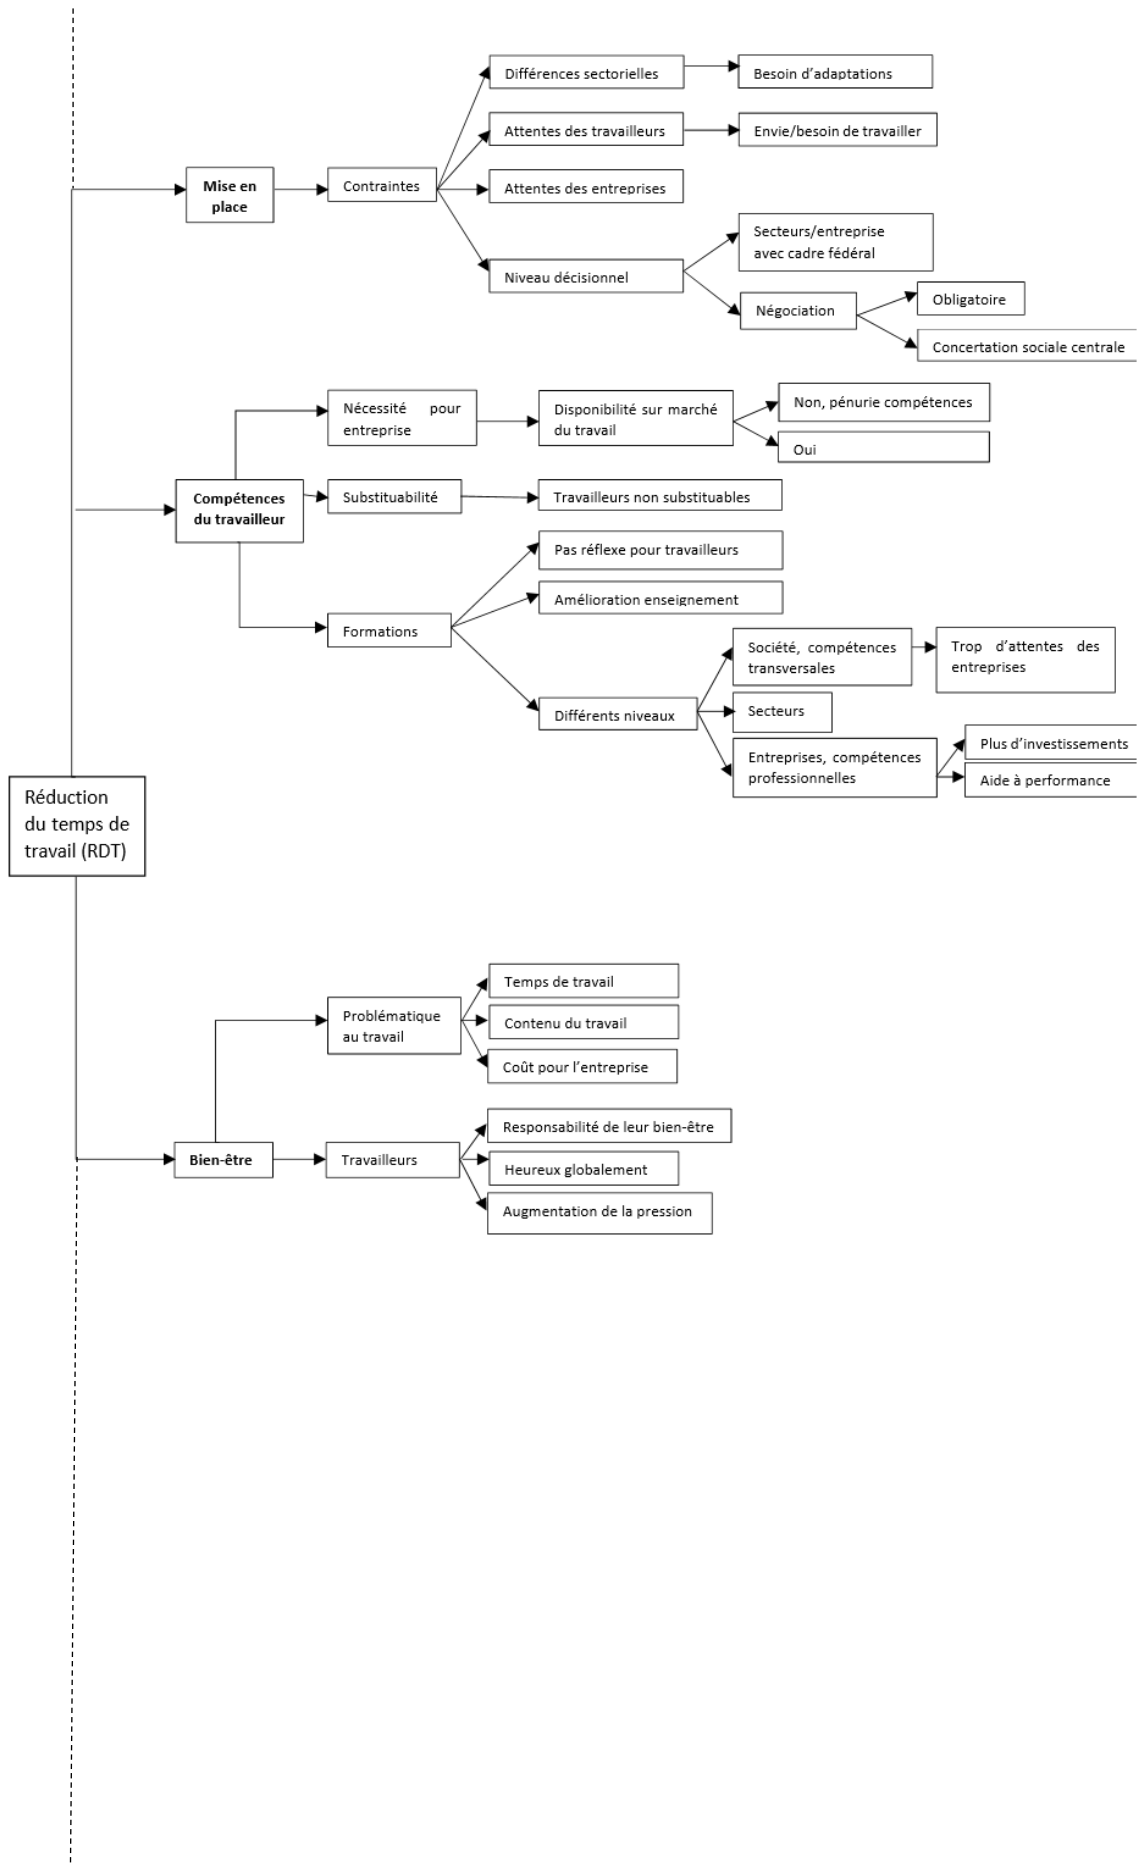 Différences sectorielles
Besoin d'adaptations
Attentes des travailleurs
Envie/besoin de travailler
Mise en
place
Contraintes
Attentes des entreprises
Secteurs/entreprise
avec cadre fédéral
Niveau décisionnel
Négociation
Obligatoire
Concertation sociale centrale
Nécessité pour
entreprise
Disponibilité sur marché
du travail
Non, pénurie compétences
Oui
Compétences
du travailleur
Substituabilité
Travailleurs non substituables
Pas réflexe pour travailleurs
Amélioration enseignement
Formations
Société, compétences
transversales
Trop d'attentes des
entreprises
Différents niveaux
Secteurs
Entreprises, compétences
professionnelles
Plus d'investissements
Aide à performance
Réduction
du temps de
travail (RDT)
Problématique
au travail
Temps de travail
Contenu du travail
Coût pour l'entreprise
Bien-être
Travailleurs
Responsabilité de leur bien-être
Heureux globalement
Augmentation de la pression